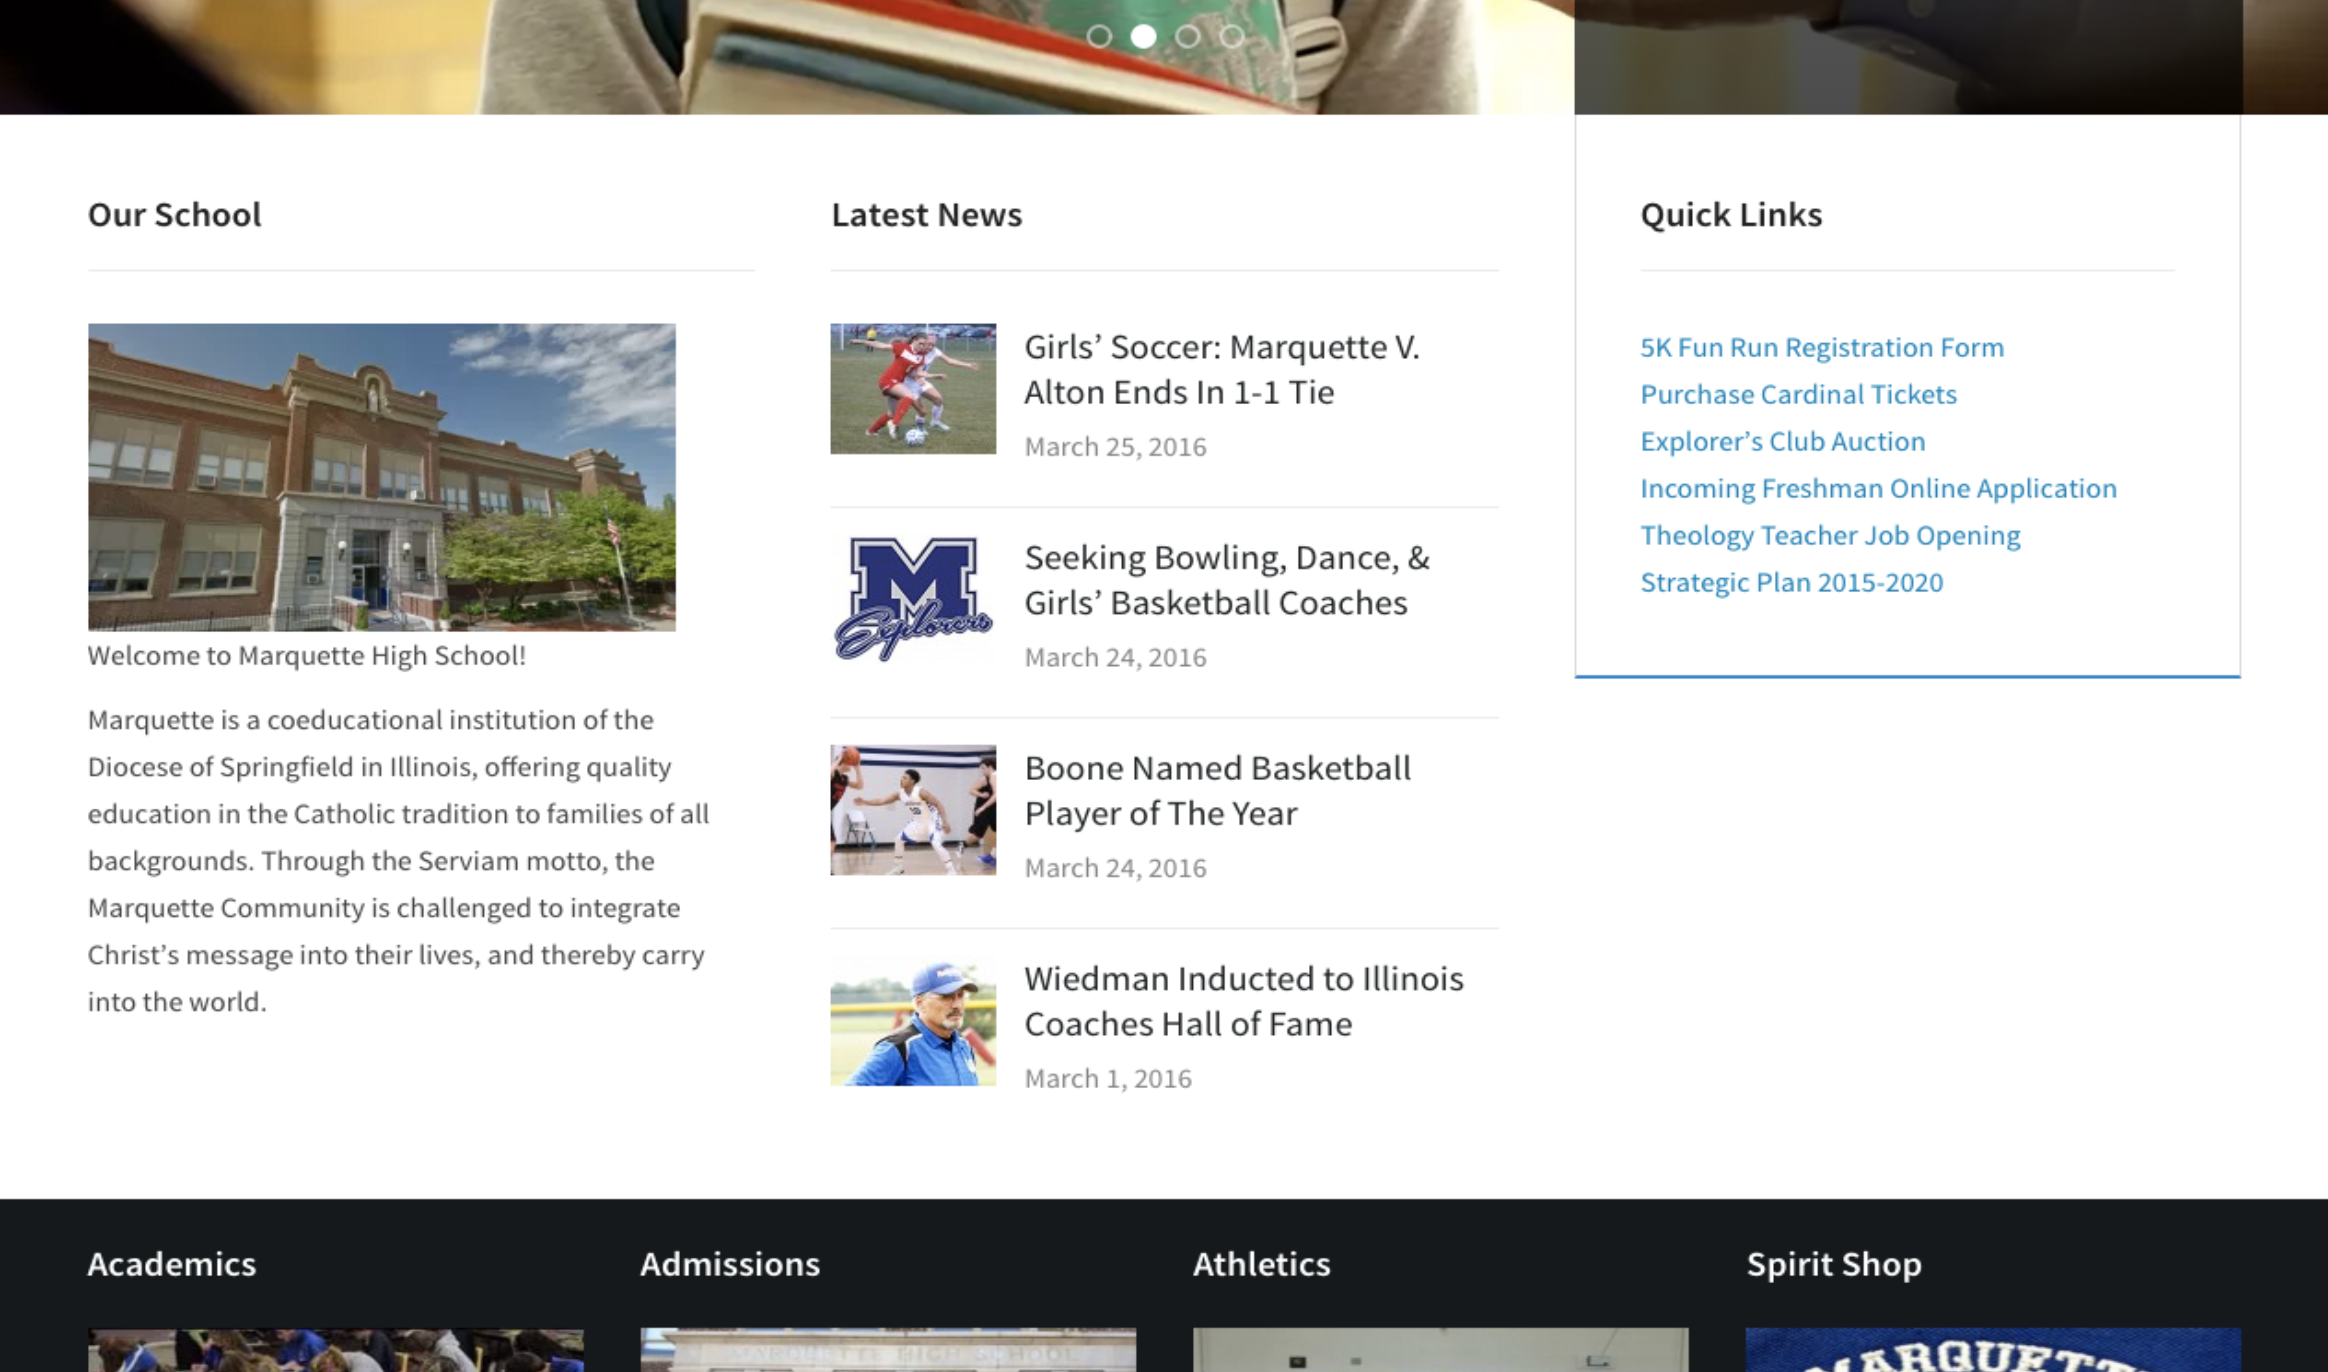 Our School
Welcome to Marquette High School!
Marquette is a coeducational institution of the
Diocese of Springfield in Illinois, offering quality
education in the Catholic tradition to families of all
backgrounds. Through the Serviam motto, the
Marquette Community is challenged to integrate
Christ’s message into their lives, and thereby carry
into the world.
Latest News
Girls’ Soccer: Marquette V.
Alton Ends In 1-1 Tie
March 25, 2016
M
Explorers
Seeking Bowling, Dance, &
Girls’ Basketball Coaches
March 24, 2016
Boone Named Basketball
Player of The Year
March 24, 2016
Wiedman Inducted to Illinois
Coaches Hall of Fame
March 1, 2016
Quick Links
5K Fun Run Registration Form
Purchase Cardinal Tickets
Explorer’s Club Auction
Incoming Freshman Online Application
Theology Teacher Job Opening
Strategic Plan 2015-2020
Academics
Admissions
MARQUETTE HIGH SCHOOL
Athletics
Spirit Shop
MARQUETTE